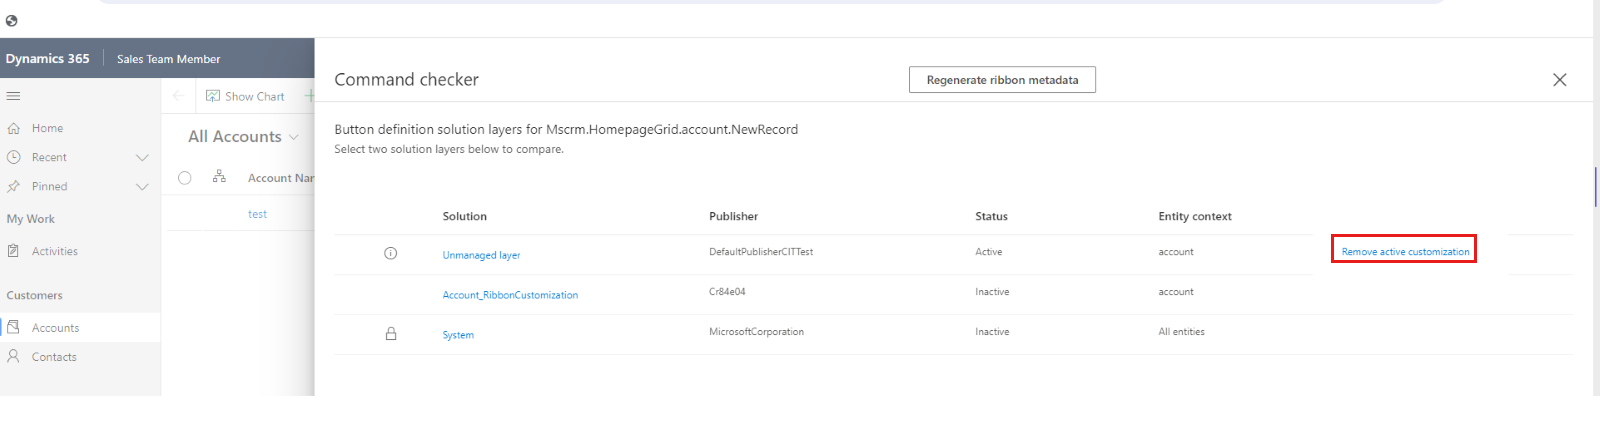 Dynamics 365 Sales Team Member
Command checker
Regenerate ribbon metadata
Show Chart
Home
Recent
Pinned
My Work
Activities
Customers
Accounts
Contacts
All Accounts
Account Nan
test
Button definition solution layers for Mscrm.HomepageGrid.account.NewRecord
Select two solution layers below to compare.
Solution Publisher Status Entity context
Unmanaged layer DefaultPublisherCITTest Active account Remove active customization
Account_RibbonCustomization Cr84e04 Inactive account
System MicrosoftCorporation Inactive All entities